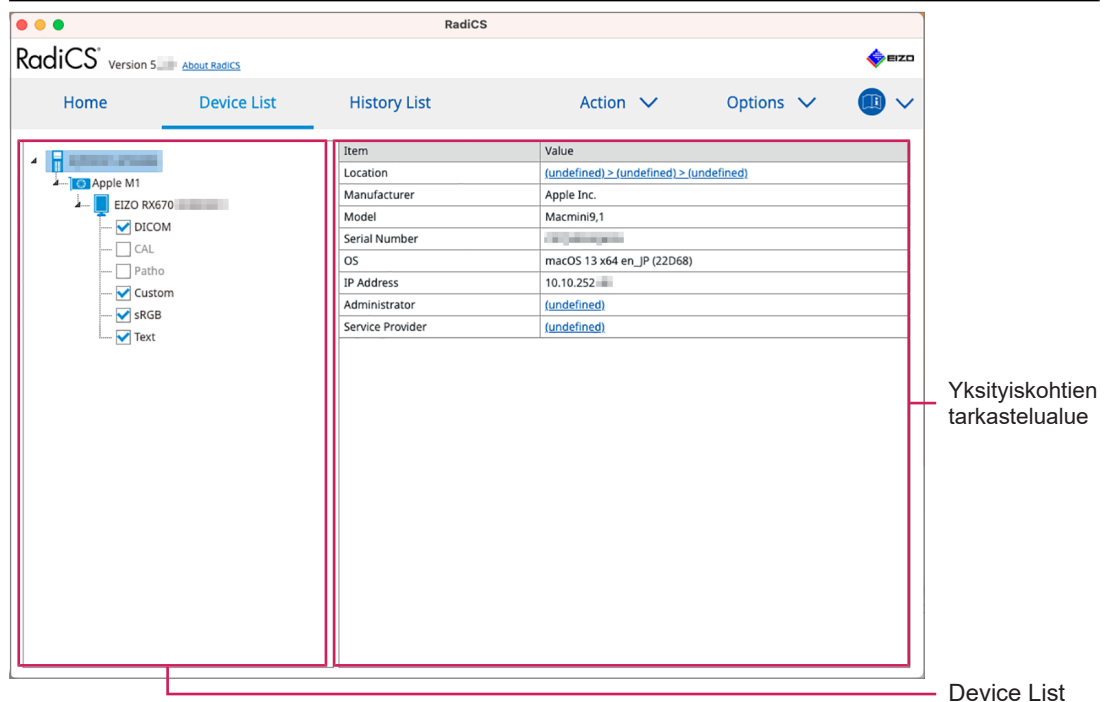 RadiCS
RadiCS Version 5. About RadiCS EIZO
Home Device List History List Action Options
Item Value
Location (undefined) > (undefined) > (undefined)
Manufacturer Apple Inc.
Model Macmini9,1
Serial Number
OS macOS 13 x64 en_JP (22D68)
IP Address 10.10.252
Administrator (undefined)
Service Provider (undefined)
Apple M1
EIZO RX670
DICOM
CAL
Patho
Custom
sRGB
Text
Yksityiskohtien
tarkastelualue
Device List